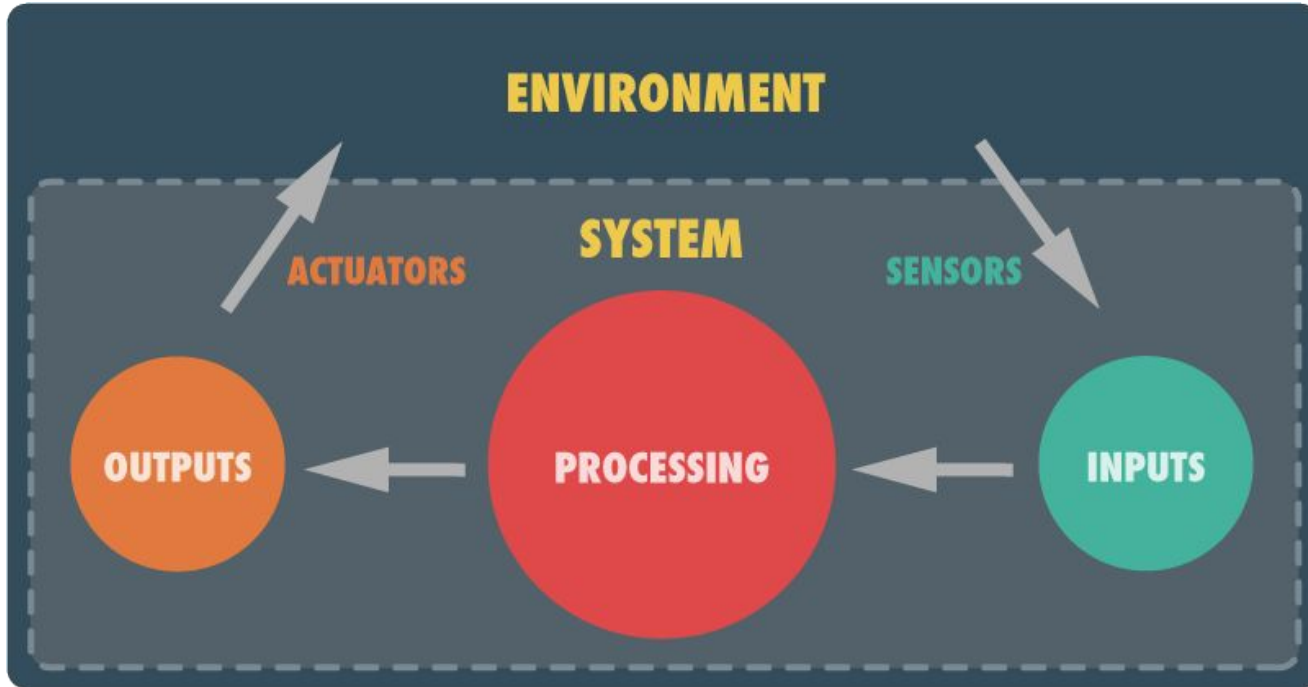 ENVIRONMENT
SYSTEM
ACTUATORS
SENSORS
OUTPUTS
PROCESSING
INPUTS